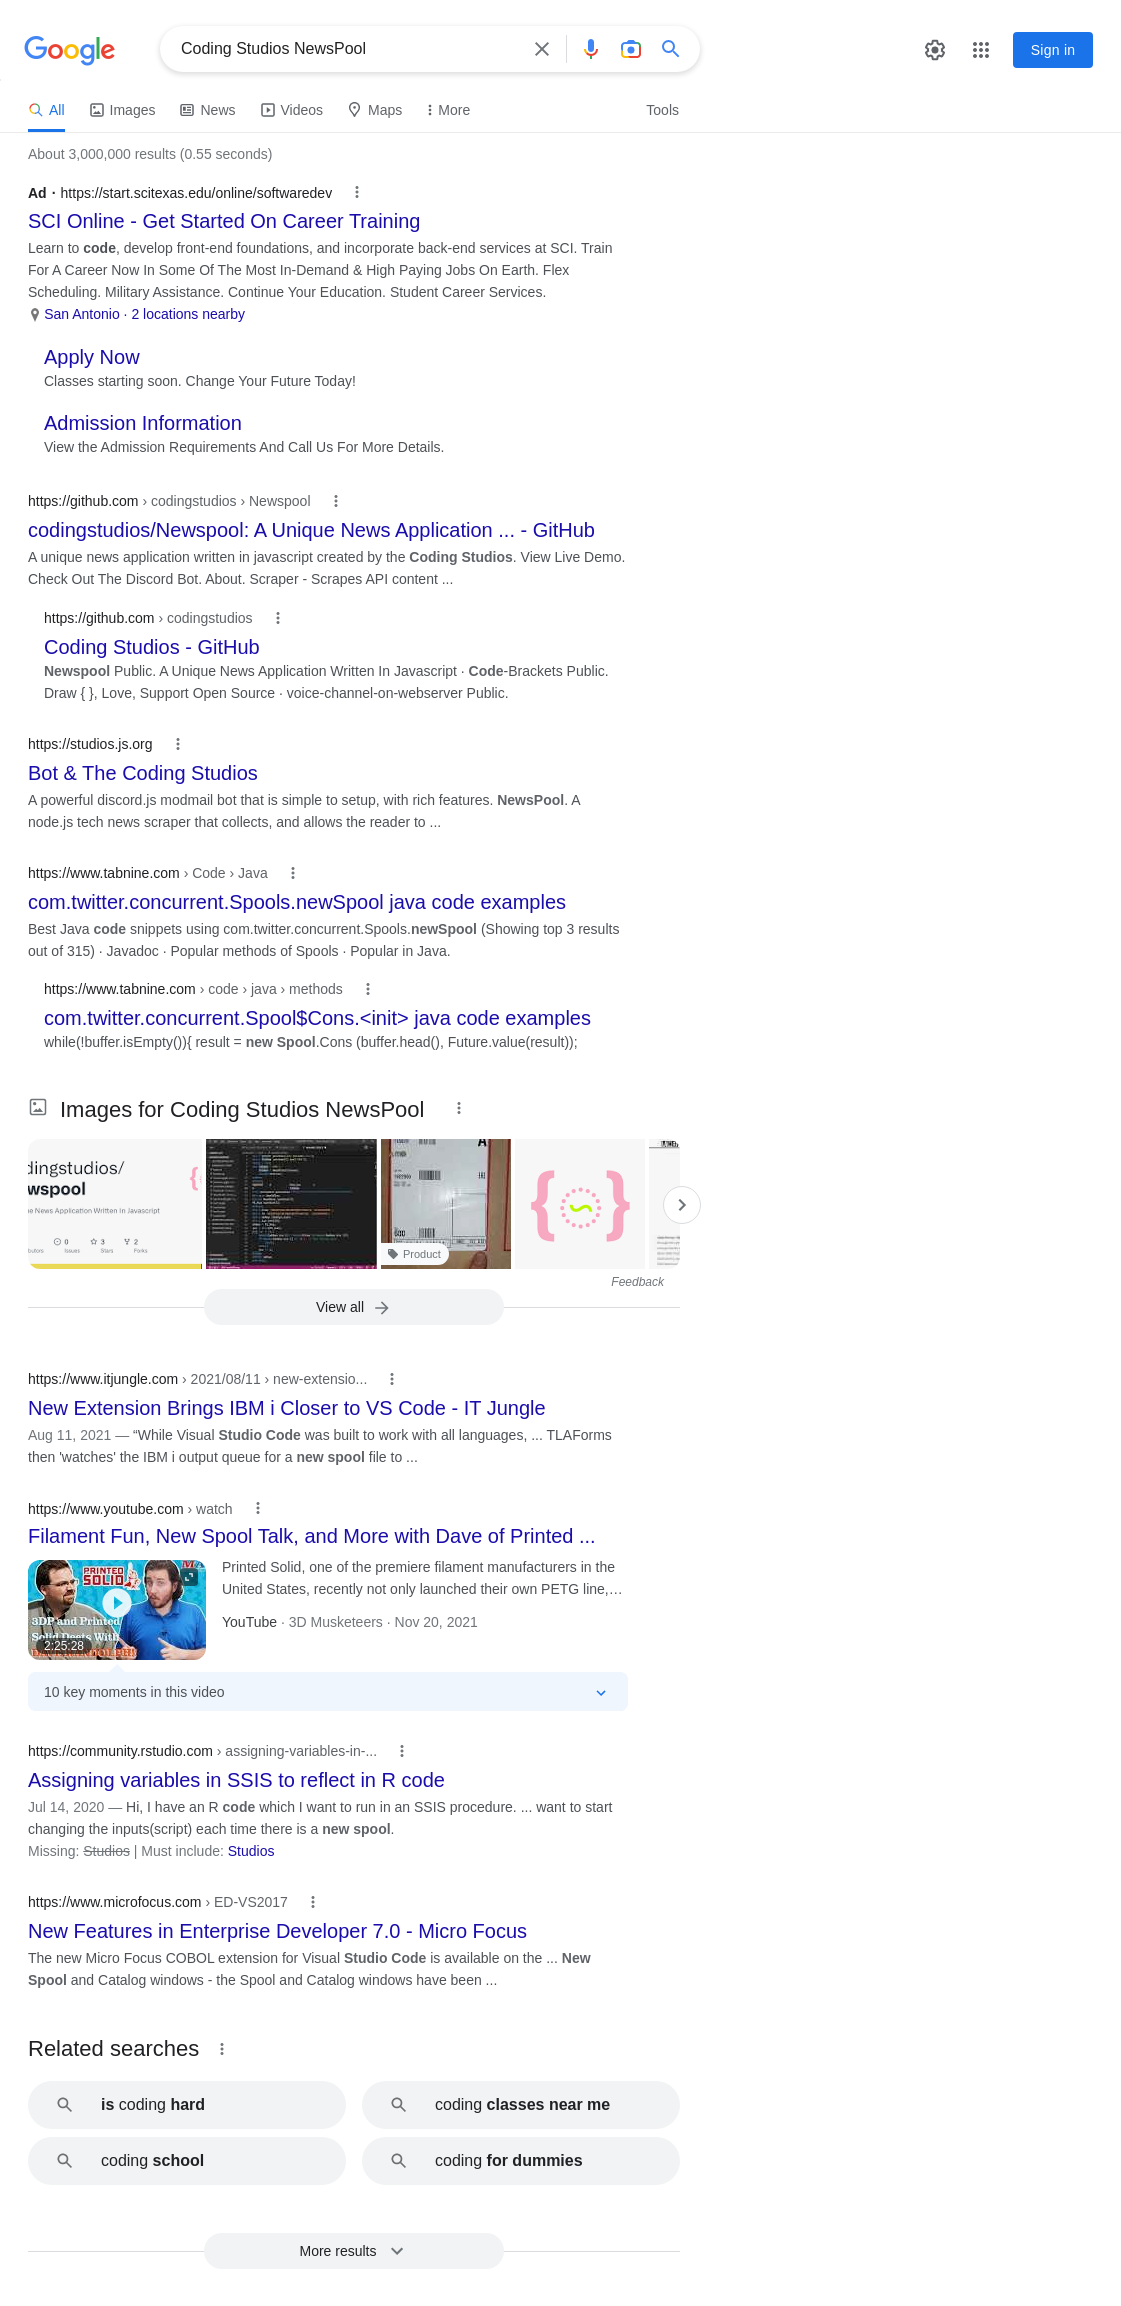 Google
Coding Studios NewsPool
Sign in
All
Images
News
Videos
Maps
More
Tools
About 3,000,000 results (0.55 seconds)
Ad · https://start.scitexas.edu/online/softwaredev
SCI Online - Get Started On Career Training
Learn to code, develop front-end foundations, and incorporate back-end services at SCI. Train
For A Career Now In Some Of The Most In-Demand & High Paying Jobs On Earth. Flex
Scheduling. Military Assistance. Continue Your Education. Student Career Services.
San Antonio · 2 locations nearby
Apply Now
Classes starting soon. Change Your Future Today!
Admission Information
View the Admission Requirements And Call Us For More Details.
https://github.com › codingstudios › Newspool
codingstudios/Newspool: A Unique News Application ... - GitHub
A unique news application written in javascript created by the Coding Studios. View Live Demo.
Check Out The Discord Bot. About. Scraper - Scrapes API content ...
https://github.com › codingstudios
Coding Studios - GitHub
Newspool Public. A Unique News Application Written In Javascript · Code-Brackets Public.
Draw { }, Love, Support Open Source · voice-channel-on-webserver Public.
https://studios.js.org
Bot & The Coding Studios
A powerful discord.js modmail bot that is simple to setup, with rich features. NewsPool. A
node.js tech news scraper that collects, and allows the reader to ...
https://www.tabnine.com › Code › Java
com.twitter.concurrent.Spools.newSpool java code examples
Best Java code snippets using com.twitter.concurrent.Spools.newSpool (Showing top 3 results
out of 315) · Javadoc · Popular methods of Spools · Popular in Java.
https://www.tabnine.com › code › java › methods
com.twitter.concurrent.Spool$Cons.<init> java code examples
while(!buffer.isEmpty()){ result = new Spool.Cons (buffer.head(), Future.value(result));
Images for Coding Studios NewsPool
dingstudios/
wspool
ue News Application Written In Javascript
0
3
2
butors
Issues
Stars
Forks
Product
Feedback
View all
https://www.itjungle.com › 2021/08/11 › new-extensio...
New Extension Brings IBM i Closer to VS Code - IT Jungle
Aug 11, 2021 — “While Visual Studio Code was built to work with all languages, ... TLAForms
then 'watches' the IBM i output queue for a new spool file to ...
https://www.youtube.com › watch
Filament Fun, New Spool Talk, and More with Dave of Printed ...
PRINTED
SOLID
3DP and Printed
Solid Deets With
2:25:28
Printed Solid, one of the premiere filament manufacturers in the
United States, recently not only launched their own PETG line,…
YouTube · 3D Musketeers · Nov 20, 2021
10 key moments in this video
https://community.rstudio.com › assigning-variables-in-...
Assigning variables in SSIS to reflect in R code
Jul 14, 2020 — Hi, I have an R code which I want to run in an SSIS procedure. ... want to start
changing the inputs(script) each time there is a new spool.
Missing: Studios | Must include: Studios
https://www.microfocus.com › ED-VS2017
New Features in Enterprise Developer 7.0 - Micro Focus
The new Micro Focus COBOL extension for Visual Studio Code is available on the ... New
Spool and Catalog windows - the Spool and Catalog windows have been ...
Related searches
is coding hard
coding classes near me
coding school
coding for dummies
More results